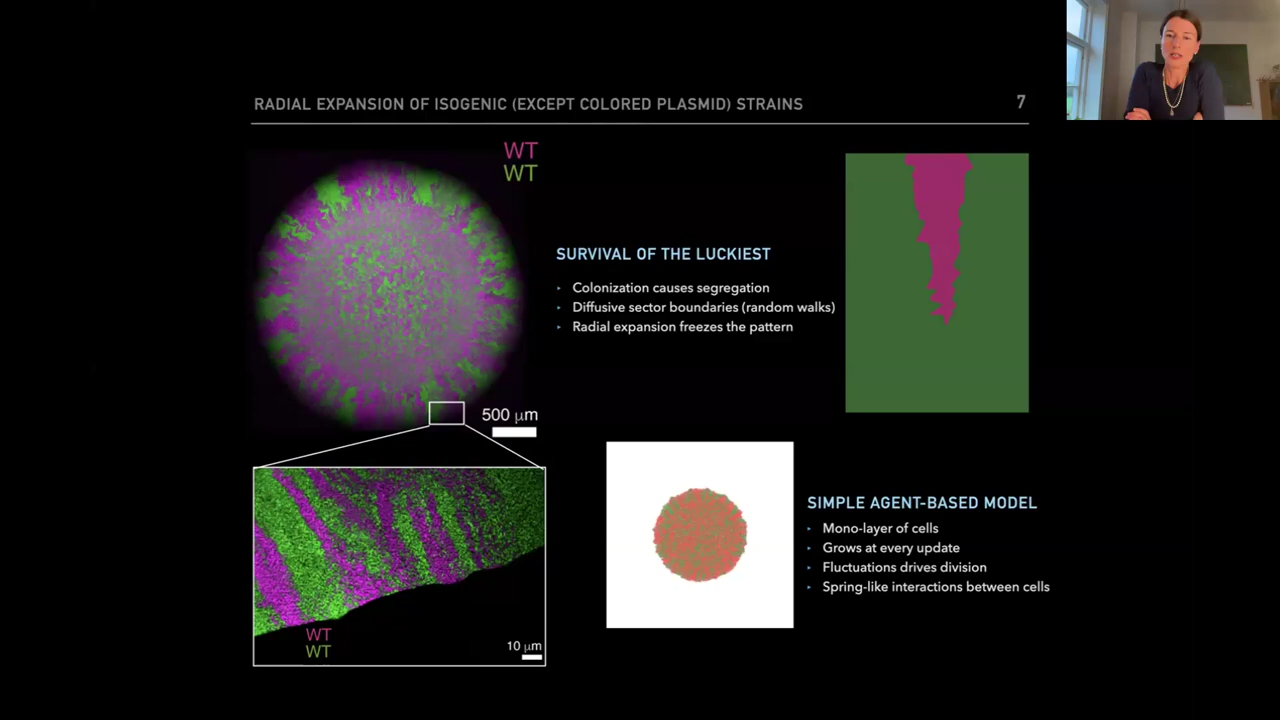 RADIAL EXPANSION OF ISOGENIC (EXCEPT COLORED PLASMID) STRAINS
7
WT
WT
SURVIVAL OF THE LUCKIEST
‣ Colonization causes segregation
‣ Diffusive sector boundaries (random walks)
‣ Radial expansion freezes the pattern
500 μm
SIMPLE AGENT-BASED MODEL
‣ Mono-layer of cells
‣ Grows at every update
‣ Fluctuations drives division
‣ Spring-like interactions between cells
WT
WT
10 μm